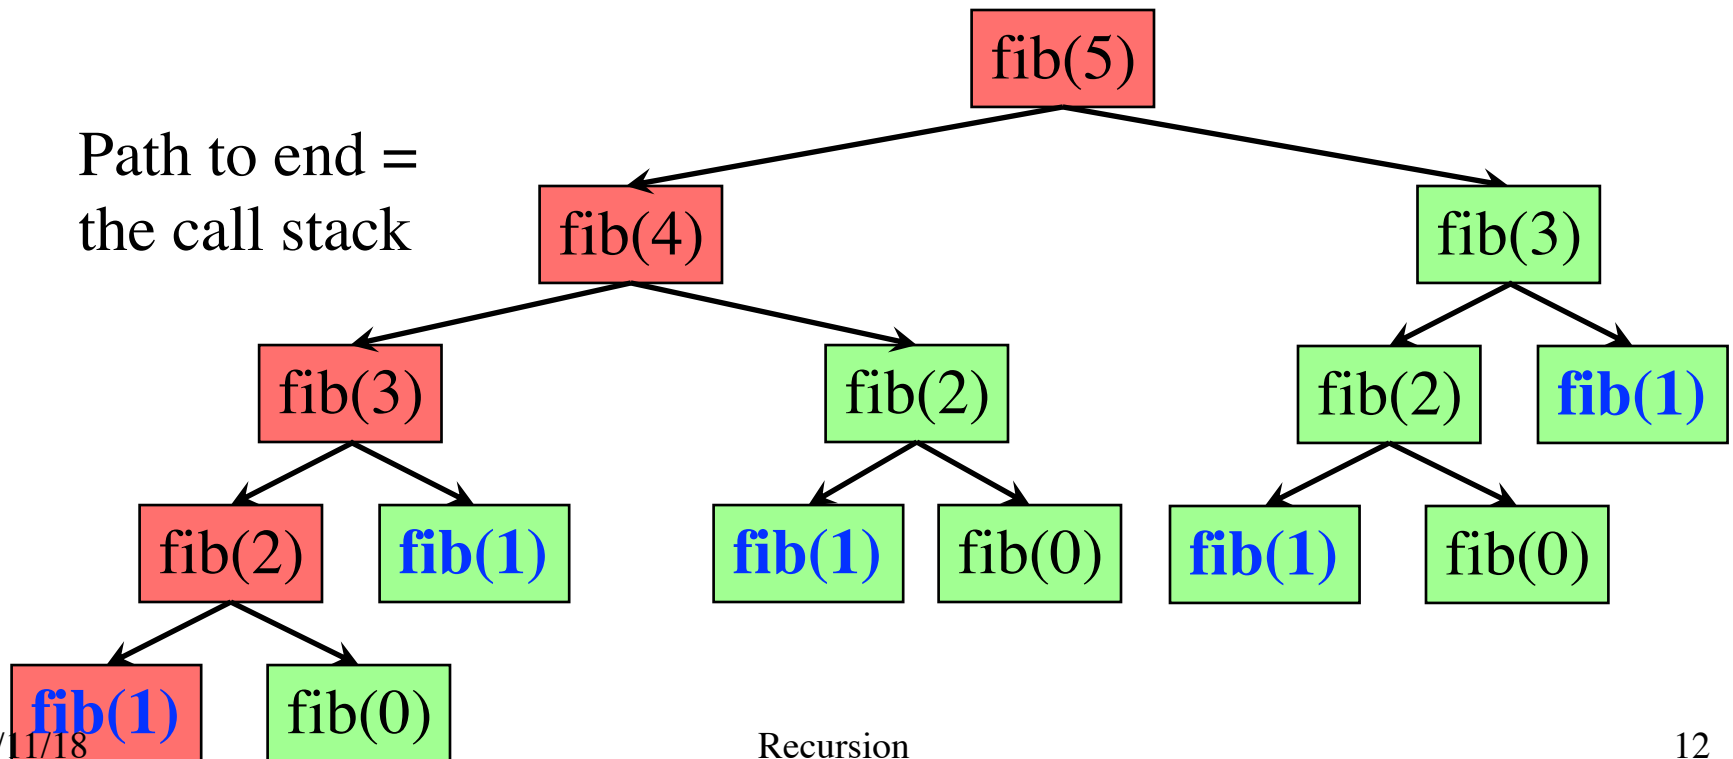 fib(5)
Path to end =
the call stack
fib(4)
fib(3)
fib(3)
fib(2)
fib(2)
fib(1)
fib(2)
fib(1)
fib(1)
fib(0)
fib(1)
fib(0)
fib(1)
fib(0)
/11/18
Recursion
12